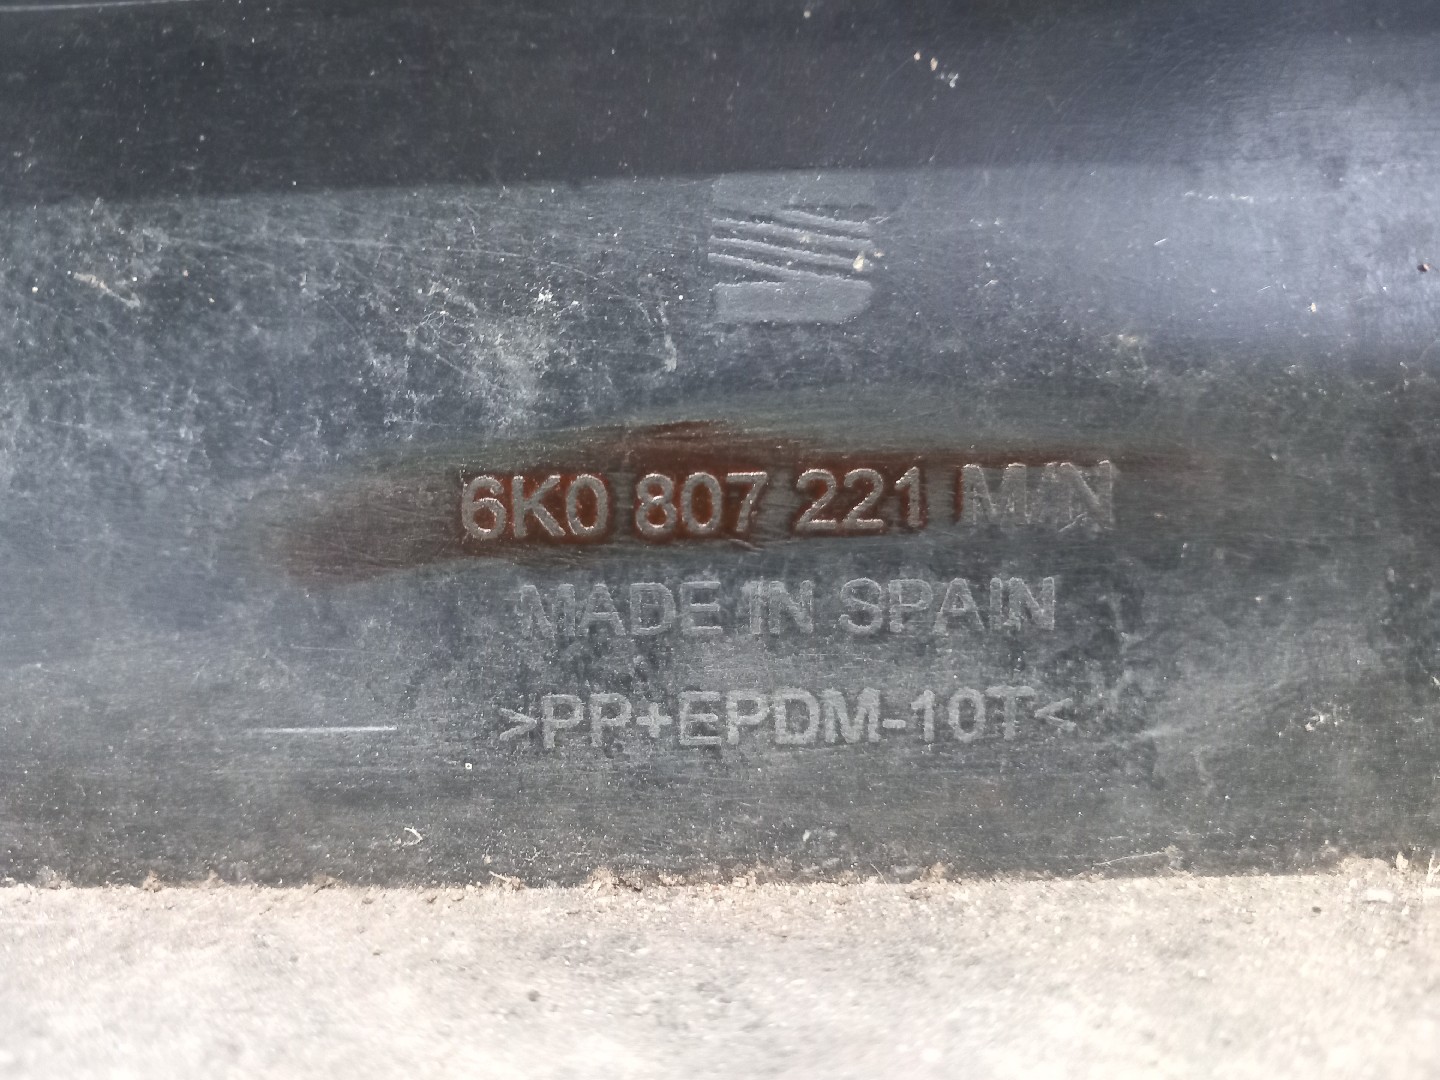 6K0 807 221 M/N
MADE IN SPAIN
>PP+EPDM-10T<